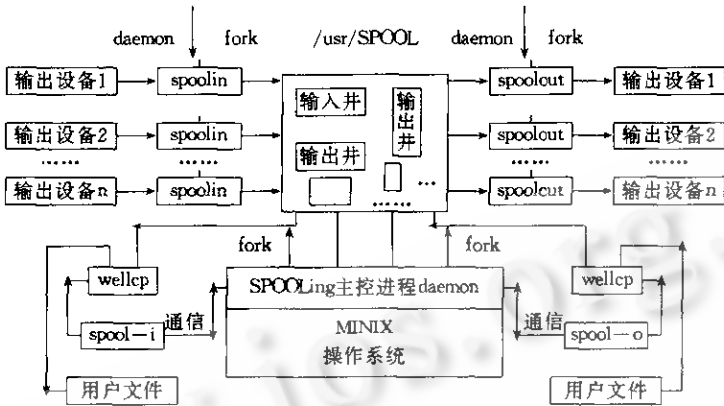 daemon fork /usr/SPOOL daemon fork
输出设备1 spoolin 输入井 输出井 spoolout 输出设备1
输出设备2 spoolin 输出井 spoolout 输出设备2
…… …… …… ……
… ……
输出设备n spoolin spoolout 输出设备n
fork fork
wellcp SPOOLing主控进程daemon wellcp
spool-i 通信 MINIX 通信 spool-o
操作系统
用户文件 用户文件